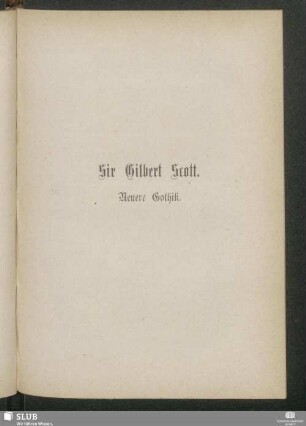 Sir Gilbert Scott.
Neuere Gothik.
SLUB
Wir führen Wissen.